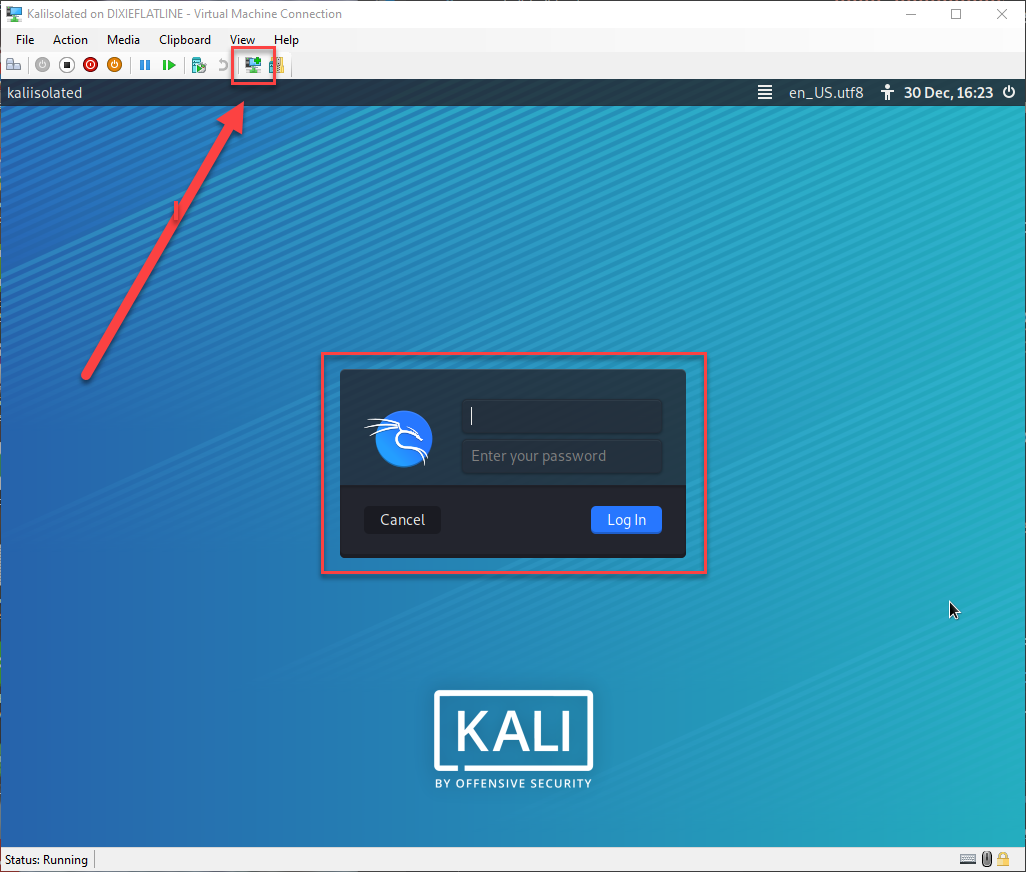 KaliIsolated on DIXIEFLATLINE - Virtual Machine Connection
File Action Media Clipboard View Help
kaliisolated en_US.utf8 30 Dec, 16:23
Enter your password
Cancel Log In
KALI
BY OFFENSIVE SECURITY
Status: Running